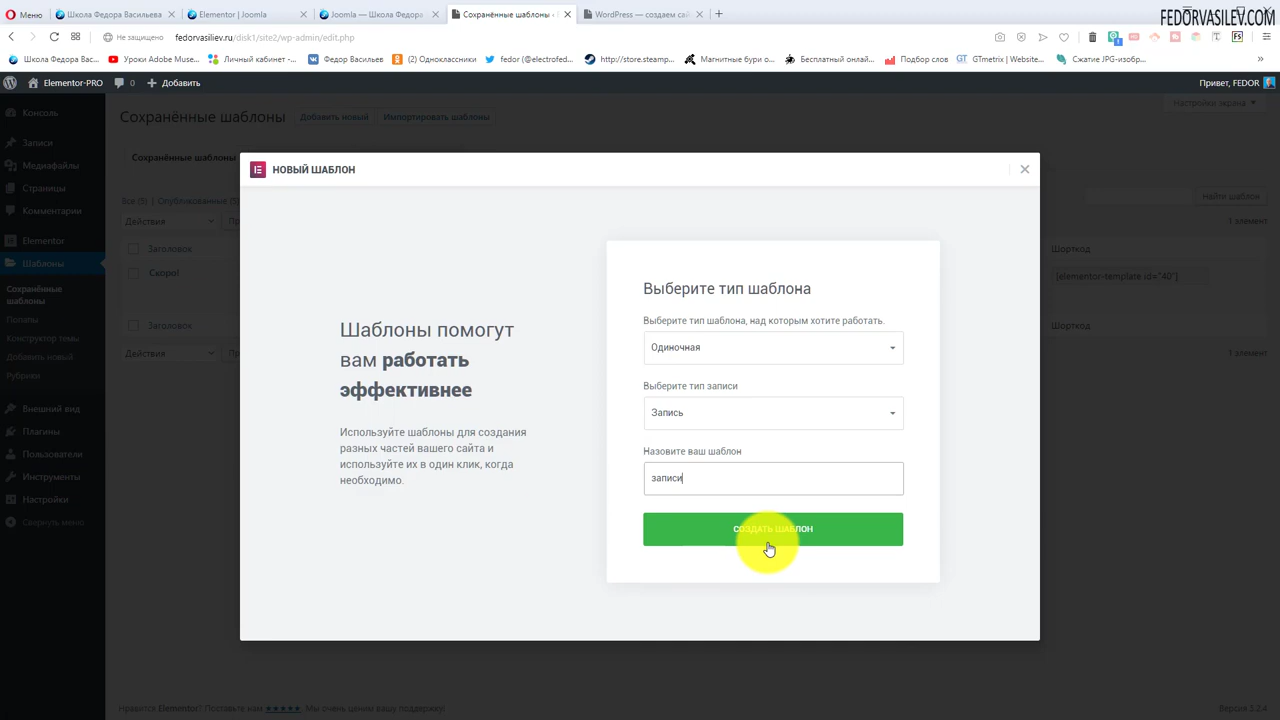 Меню
Школа Федора Васильева
Elementor | Joomla
Joomla — Школа Федора
Сохранённые шаблоны ‹
WordPress — создаем сай
FEDORVASILEV.COM
Не защищено
fedorvasiliev.ru/disk1/site2/wp-admin/edit.php
Школа Федора Вас...
Уроки Adobe Muse...
Личный кабинет -...
Федор Васильев
(2) Одноклассники
fedor (@electrofed...
http://store.steamp...
Магнитные бури о...
Бесплатный онлай...
Подбор слов
GTmetrix | Website...
Сжатие JPG-изобр...
Elementor-PRO
Добавить
Привет, FEDOR
Консоль
Записи
Медиафайлы
Страницы
Комментарии
Elementor
Шаблоны
Сохранённые шаблоны
Попапы
Конструктор темы
Добавить новый
Рубрики
Внешний вид
Плагины
Пользователи
Инструменты
Настройки
Свернуть меню
Сохранённые шаблоны
Добавить новый
Импортировать шаблоны
Настройки экрана
Сохранённые шаблоны
Все (5) | Опубликованные (5)
Найти шаблон
Действия
1 элемент
Заголовок
Шорткод
Скоро!
[elementor-template id="40"]
Заголовок
Шорткод
Действия
1 элемент
НОВЫЙ ШАБЛОН
Шаблоны помогут
вам работать
эффективнее
Используйте шаблоны для создания
разных частей вашего сайта и
используйте их в один клик, когда
необходимо.
Выберите тип шаблона
Выберите тип шаблона, над которым хотите работать.
Одиночная
Выберите тип записи
Запись
Назовите ваш шаблон
записи
СОЗДАТЬ ШАБЛОН
Нравится Elementor? Поставьте нам ★★★★★. Мы очень ценим вашу поддержку!
Версия 5.2.4